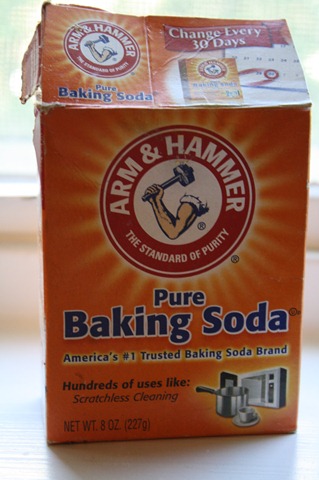 ARM & HAMMER
THE STANDARD OF PURITY
Pure
Baking Soda
Change Every
30 Days
ARM & HAMMER
THE STANDARD OF PURITY
®
®
Pure
Baking Soda
America's #1 Trusted Baking Soda Brand
Hundreds of uses like:
Scratchless Cleaning
NET WT. 8 OZ. (227g)